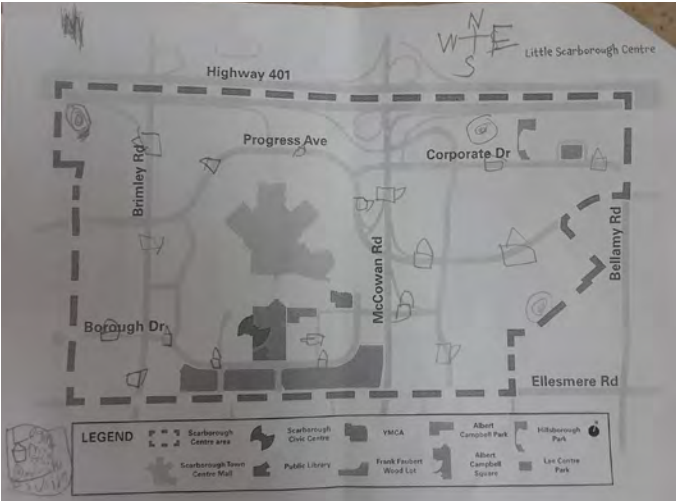 N
W E
S
Little Scarborough Centre
Highway 401
Progress Ave
Corporate Dr
Brimley Rd
McCowan Rd
Bellamy Rd
Borough Dr
Ellesmere Rd
LEGEND
Scarborough
Centre area
Scarborough
Civic Centre
YMCA
Albert
Campbell Park
Hillsborough
Park
Scarborough Town
Centre Mall
Public Library
Frank Faubert
Wood Lot
Albert
Campbell
Square
Lee Centre
Park